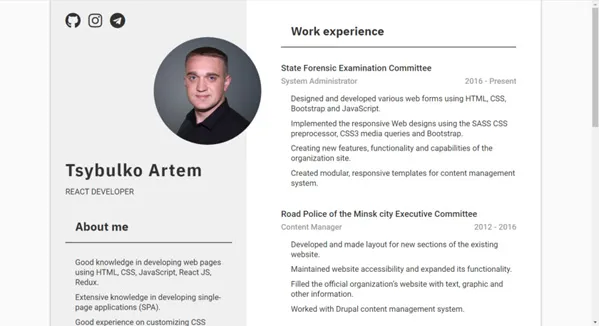 Tsybulko Artem
REACT DEVELOPER
About me
Good knowledge in developing web pages
using HTML, CSS, JavaScript, React JS,
Redux.
Extensive knowledge in developing single-
page applications (SPA).
Good experience on customizing CSS
Work experience
State Forensic Examination Committee
System Administrator 2016 - Present
Designed and developed various web forms using HTML, CSS,
Bootstrap and JavaScript.
Implemented the responsive Web designs using the SASS CSS
preprocessor, CSS3 media queries and Bootstrap.
Creating new features, functionality and capabilities of the
organization site.
Created modular, responsive templates for content management
system.
Road Police of the Minsk city Executive Committee
Content Manager 2012 - 2016
Developed and made layout for new sections of the existing
website.
Maintained website accessibility and expanded its functionality.
Filled the official organization's website with text, graphic and
other information.
Worked with Drupal content management system.